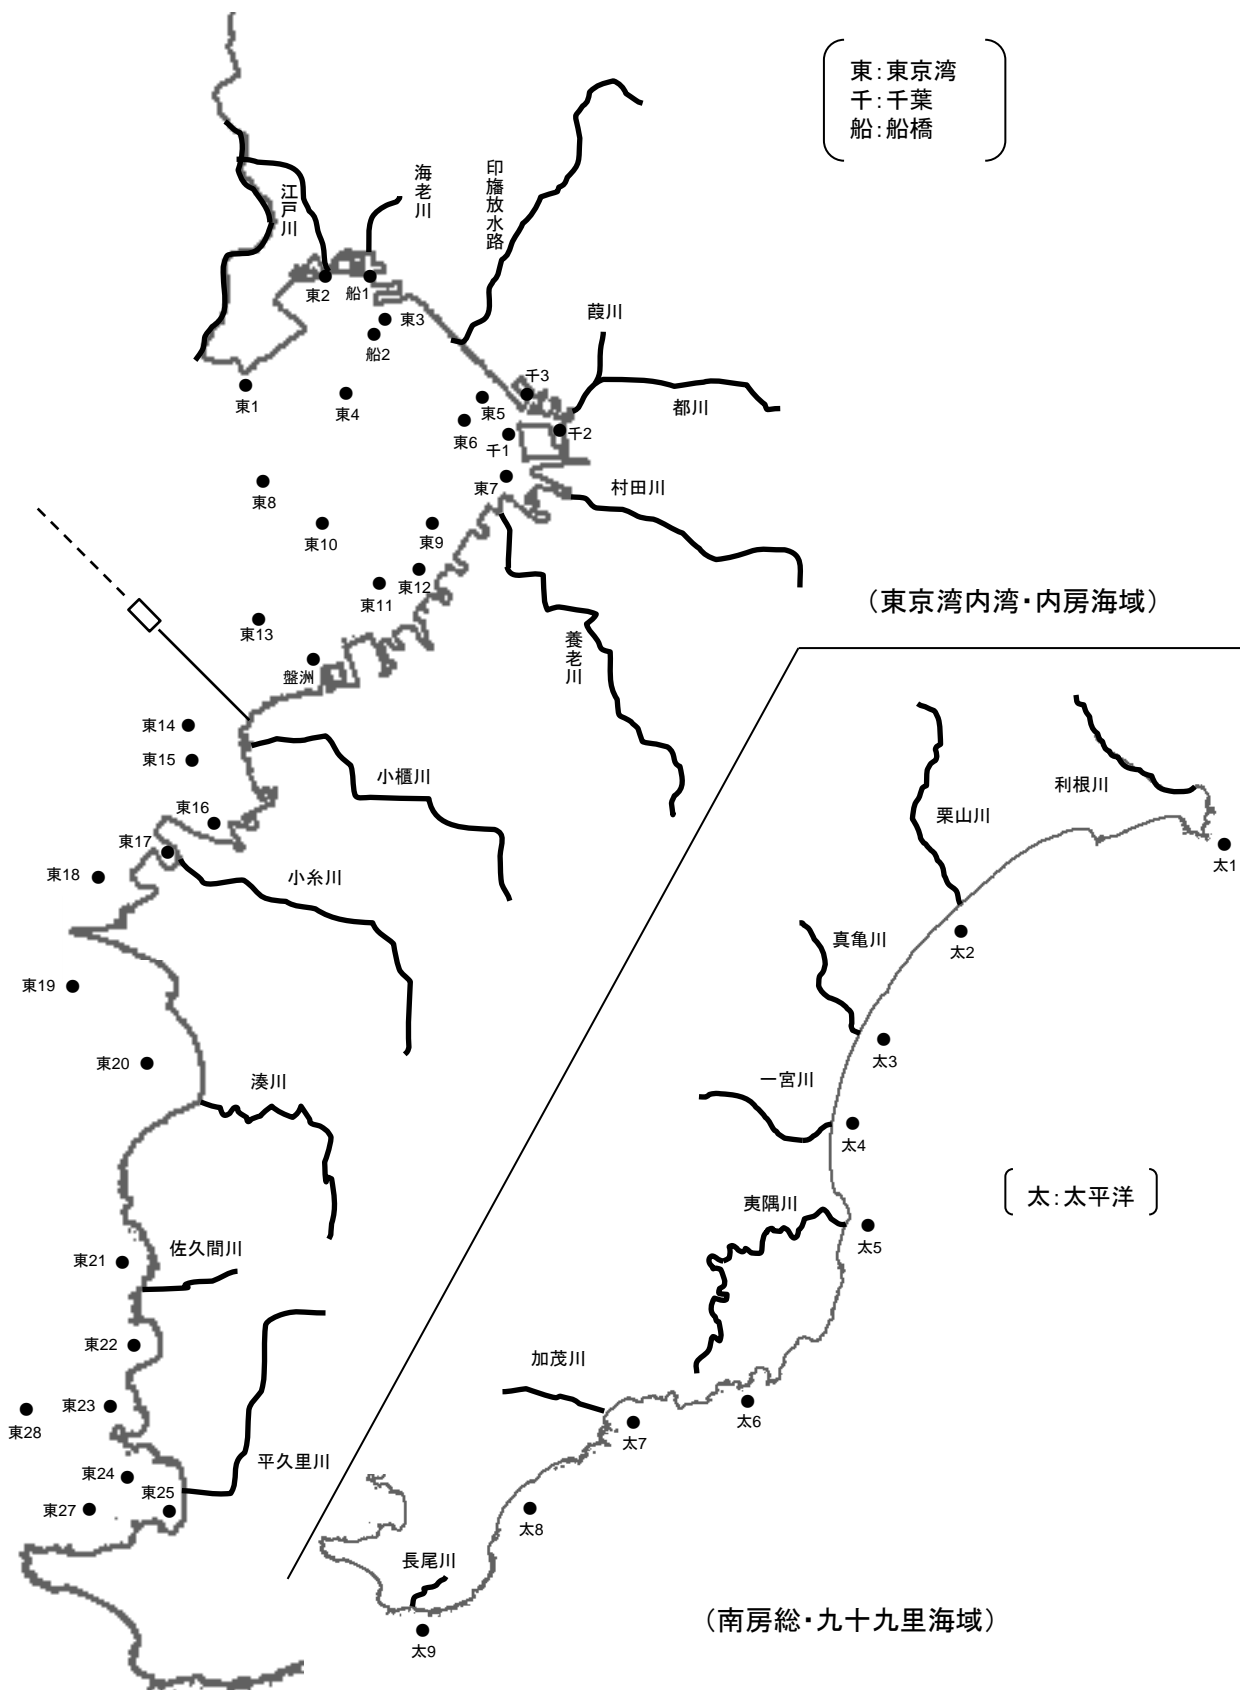 東：東京湾
千：千葉
船：船橋
江戸川
海老川
印旛放水路
東2
船1
東3
船2
葭川
都川
東1
東4
千3
東5
東6
千1
千2
東7
村田川
東8
東10
東9
東12
東11
東13
盤洲
養老川
（東京湾内湾・内房海域）
東14
東15
小櫃川
東16
東17
東18
小糸川
東19
東20
湊川
東21
佐久間川
東22
東23
東28
東24
東27
東25
平久里川
利根川
栗山川
太1
真亀川
太2
太3
一宮川
太4
太：太平洋
夷隅川
太5
加茂川
太6
太7
太8
長尾川
太9
（南房総・九十九里海域）